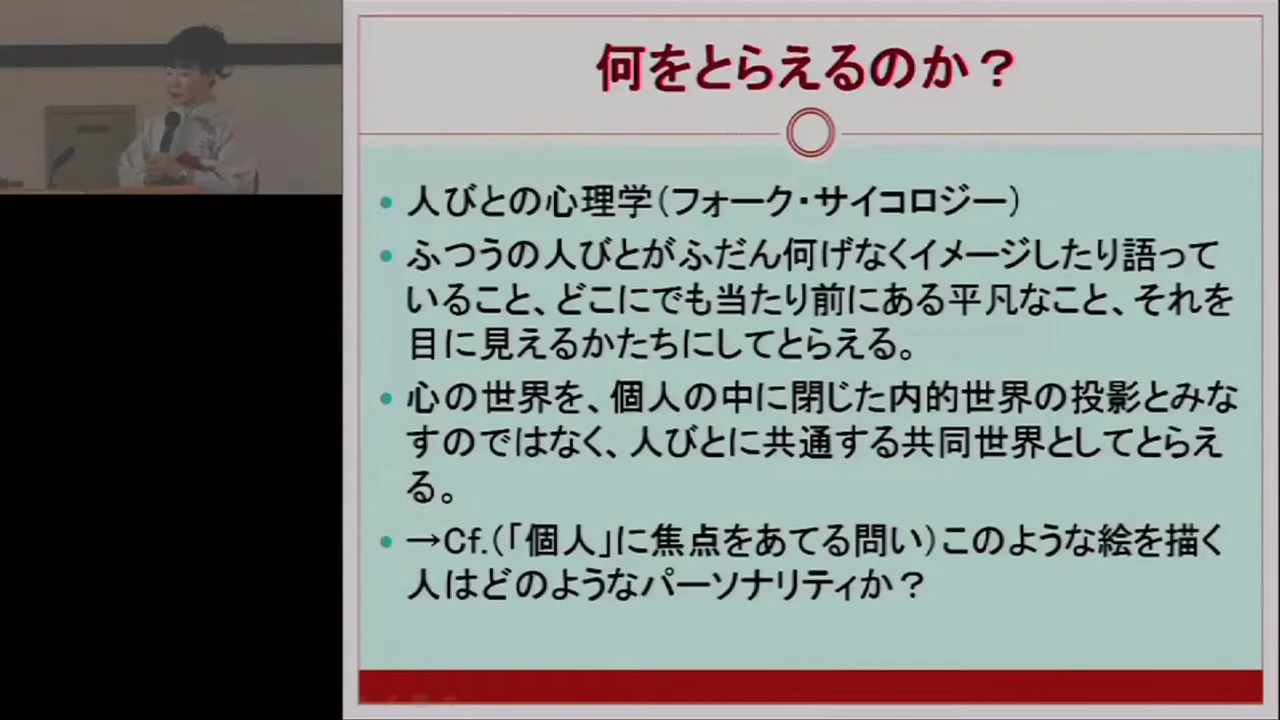 何をとらえるのか？
• 人びとの心理学（フォーク・サイコロジー）
• ふつうの人びとがふだん何げなくイメージしたり語って
いること、どこにでも当たり前にある平凡なこと、それを
目に見えるかたちにしてとらえる。
• 心の世界を、個人の中に閉じた内的世界の投影とみな
すのではなく、人びとに共通する共同世界としてとらえ
る。
• →Cf.（「個人」に焦点をあてる問い）このような絵を描く
人はどのようなパーソナリティか？